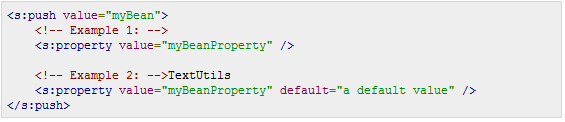 <s:push value="myBean">
    <!-- Example 1: -->
    <s:property value="myBeanProperty" />

    <!-- Example 2: -->TextUtils
    <s:property value="myBeanProperty" default="a default value" />
</s:push>